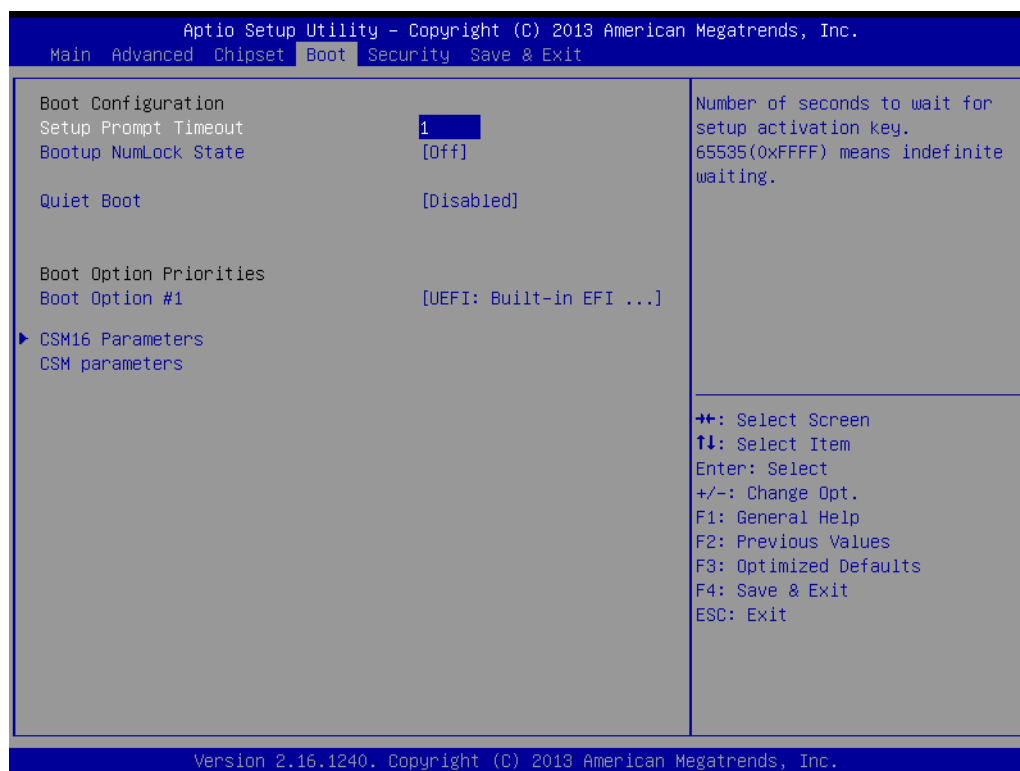 Aptio Setup Utility – Copyright (C) 2013 American Megatrends, Inc.
Main Advanced Chipset Boot Security Save & Exit
Boot Configuration
Setup Prompt Timeout 1
Bootup NumLock State [Off]
Quiet Boot [Disabled]
Boot Option Priorities
Boot Option #1 [UEFI: Built-in EFI ...]
CSM16 Parameters
CSM parameters
Number of seconds to wait for
setup activation key.
65535(0xFFFF) means indefinite
waiting.
→←: Select Screen
↑↓: Select Item
Enter: Select
+/-: Change Opt.
F1: General Help
F2: Previous Values
F3: Optimized Defaults
F4: Save & Exit
ESC: Exit
Version 2.16.1240. Copyright (C) 2013 American Megatrends, Inc.